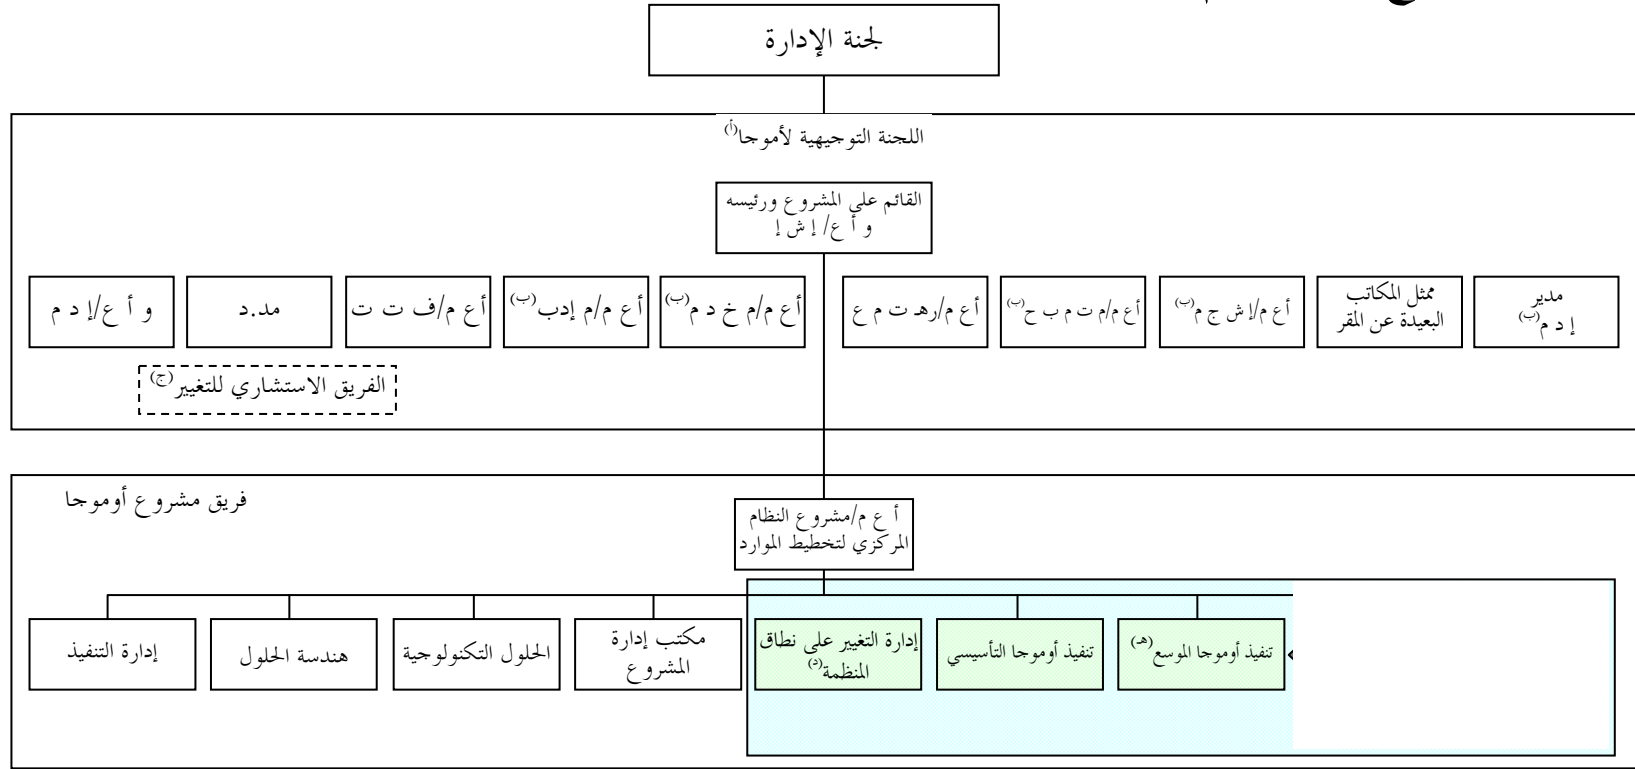 لجنة الإدارة
اللجنة التوجيهية لأموجا(أ)
القائم على المشروع ورئيسه
و أ ع/ إ ش إ
مدير
إ د م(ب)
ممثل المكاتب
البعيدة عن المقر
أ ع م/إ ش ج م(ب)
أ ع م/م ت م ب ح(ب)
أ ع م/ر هـ ت م ع
أ ع م/م خ د م(ب)
أ ع م/م إدب(ب)
أ ع م/ف ت ت
مد.د
و أ ع/إ د م
الفريق الاستشاري للتغيير(ج)
فريق مشروع أوموجا
أ ع م/مشروع النظام
المركزي لتخطيط الموارد
تنفيذ أوموجا الموسع(هـ)
تنفيذ أوموجا التأسيسي
إدارة التغيير على نطاق
المنظمة(د)
مكتب إدارة
المشروع
الحلول التكنولوجية
هندسة الحلول
إدارة التنفيذ